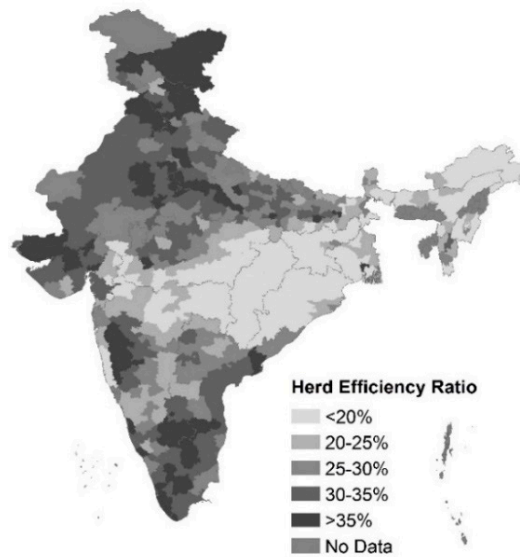 Herd Efficiency Ratio
<20%
20-25%
25-30%
30-35%
>35%
No Data